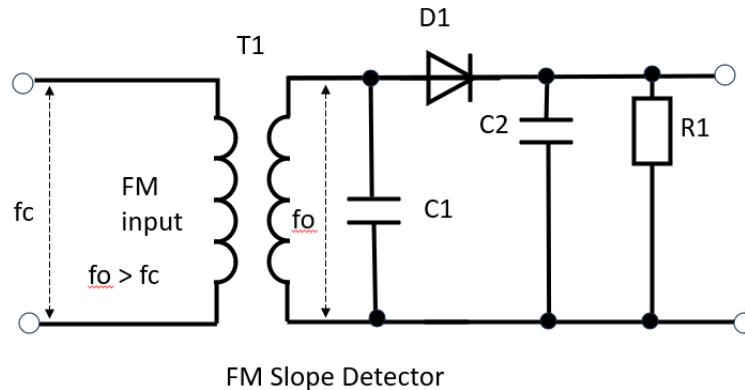 D1
T1
C2
R1
FM
input
fc
fo
C1
fo > fc
FM Slope Detector